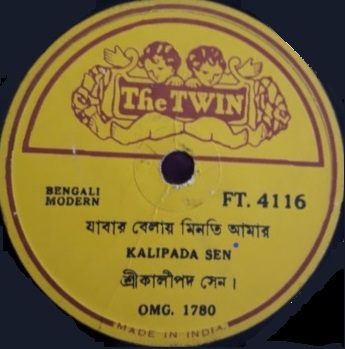 The TWIN
BENGALI
MODERN
FT. 4116
যাবার বেলায় মিনতি আমার
KALIPADA SEN
শ্রীকালীপদ সেন।
OMG. 1780
MADE IN INDIA.